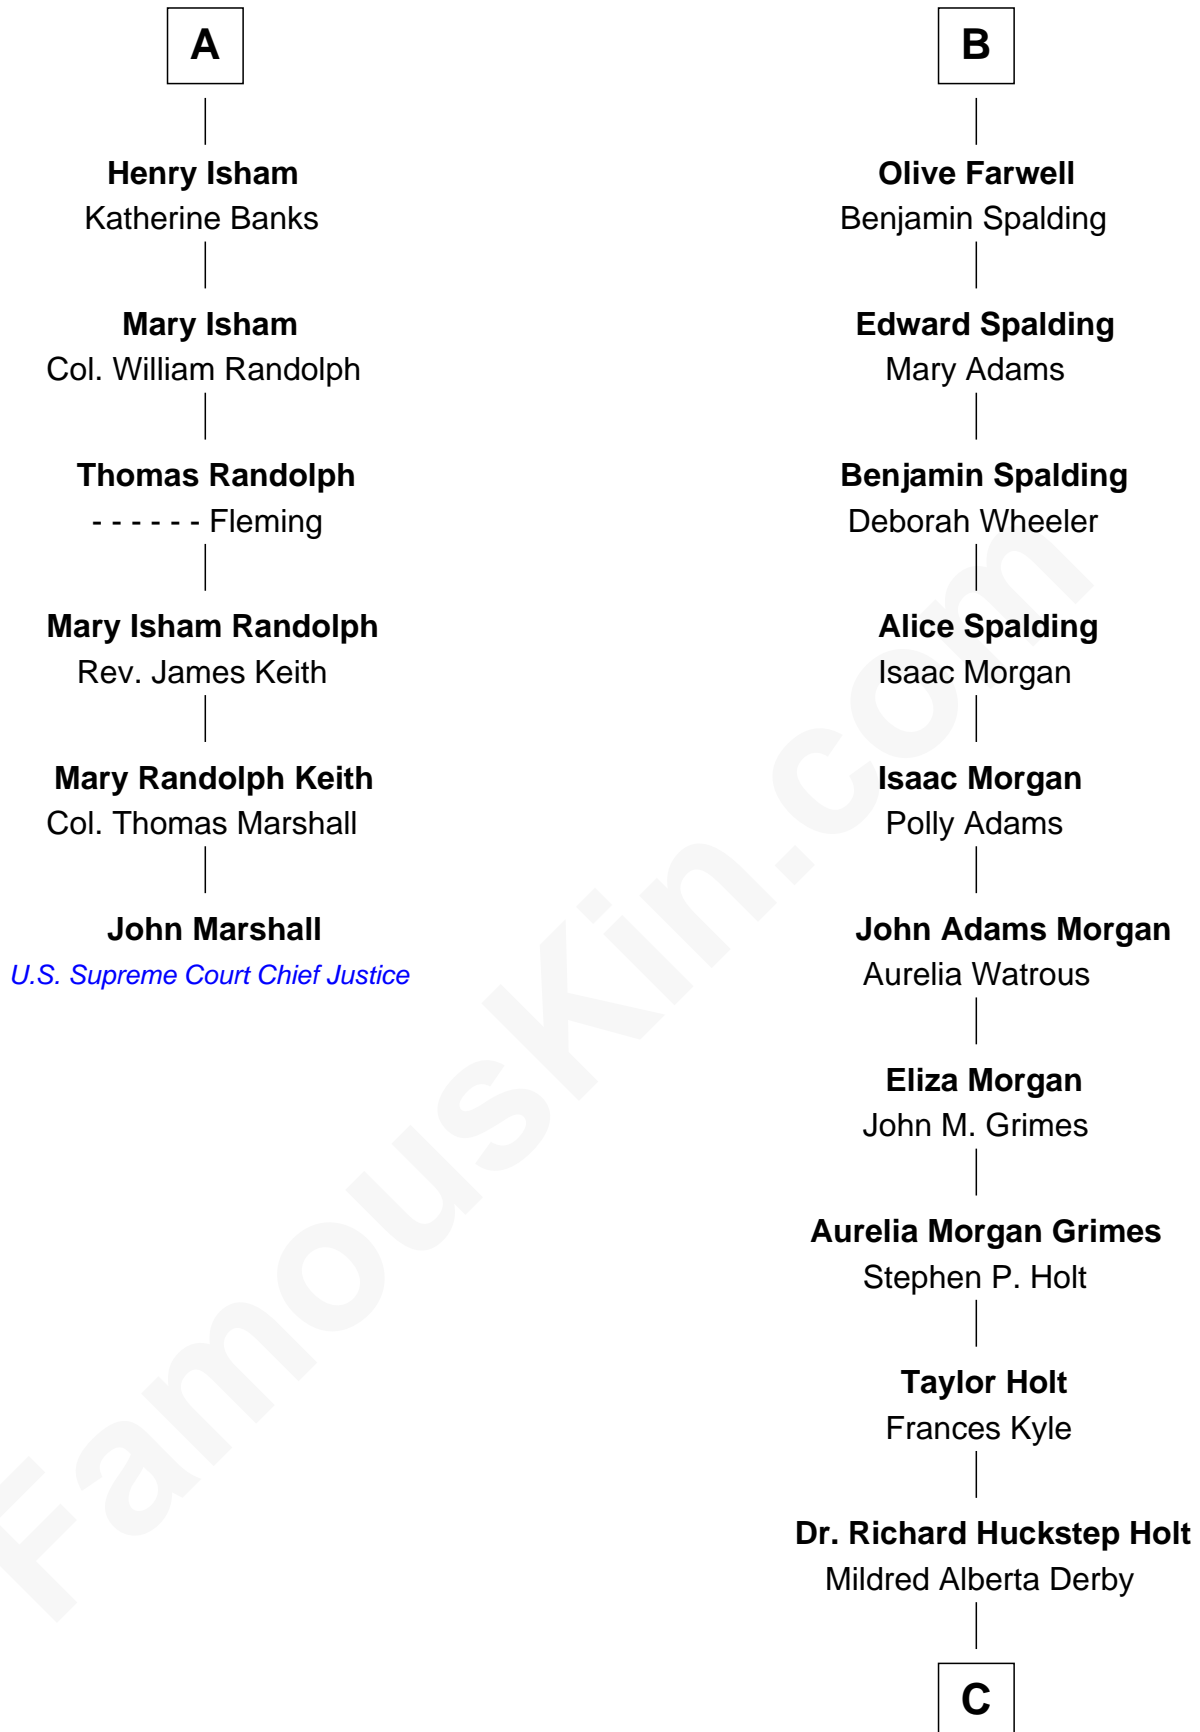 A
Henry Isham
Katherine Banks
Mary Isham
Col. William Randolph
Thomas Randolph
- - - - - - Fleming
Mary Isham Randolph
Rev. James Keith
Mary Randolph Keith
Col. Thomas Marshall
John Marshall
U.S. Supreme Court Chief Justice
B
Olive Farwell
Benjamin Spalding
Edward Spalding
Mary Adams
Benjamin Spalding
Deborah Wheeler
Alice Spalding
Isaac Morgan
Isaac Morgan
Polly Adams
John Adams Morgan
Aurelia Watrous
Eliza Morgan
John M. Grimes
Aurelia Morgan Grimes
Stephen P. Holt
Taylor Holt
Frances Kyle
Dr. Richard Huckstep Holt
Mildred Alberta Derby
C
FamousKin.com